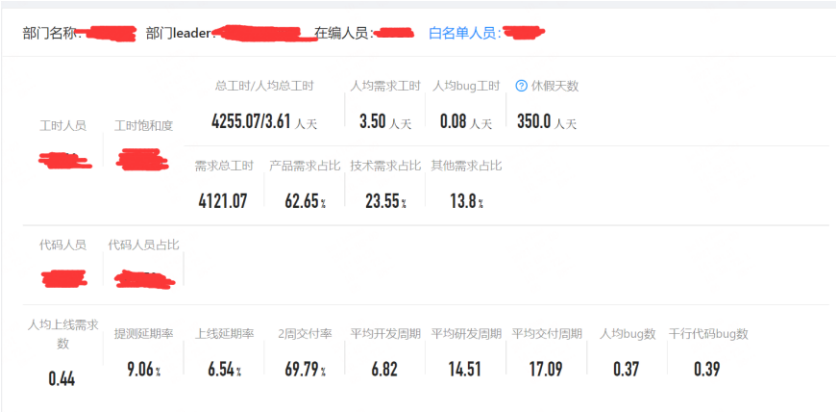 部门名称: 部门leader: 在编人员: 白名单人员:
总工时/人均总工时 人均需求工时 人均bug工时 休假天数
工时人员 工时饱和度
4255.07/3.61 人天 3.50 人天 0.08 人天 350.0 人天
需求总工时 产品需求占比 技术需求占比 其他需求占比
4121.07 62.65% 23.55% 13.8%
代码人员 代码人员占比
人均上线需求数 提测延期率 上线延期率 2周交付率 平均开发周期 平均研发周期 平均交付周期 人均bug数 千行代码bug数
0.44 9.06% 6.54% 69.79% 6.82 14.51 17.09 0.37 0.39